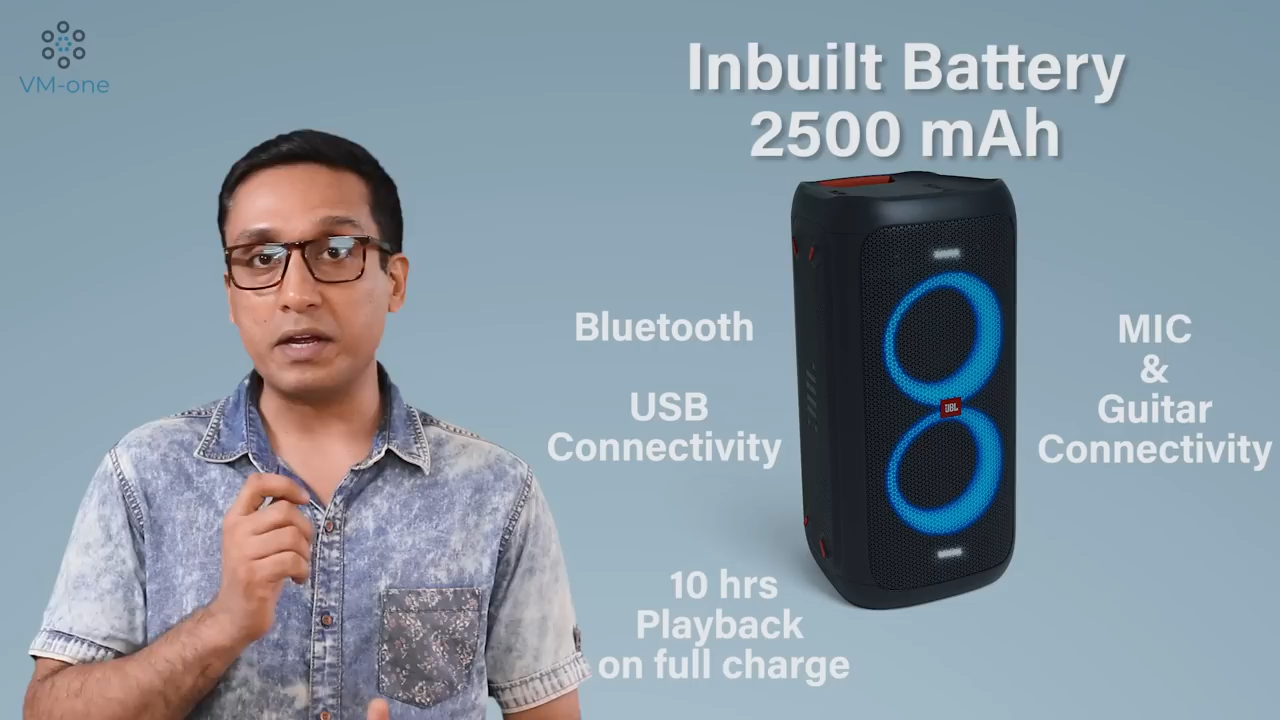 VM-one
Inbuilt Battery
2500 mAh
Bluetooth
USB
Connectivity
MIC
&
Guitar
Connectivity
JBL
10 hrs
Playback
on full charge